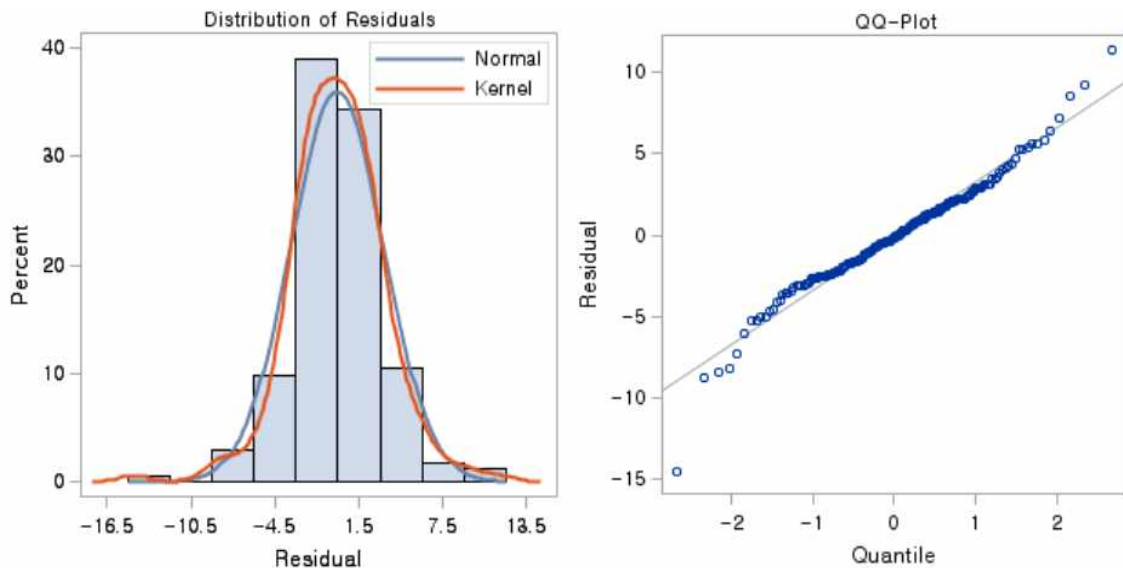 Distribution of Residuals
40
30
20
10
0
Percent
Normal
Kernel
-16.5 -10.5 -4.5 1.5 7.5 13.5
Residual
QQ-Plot
10
5
0
-5
-10
-15
Residual
-2 -1 0 1 2
Quantile